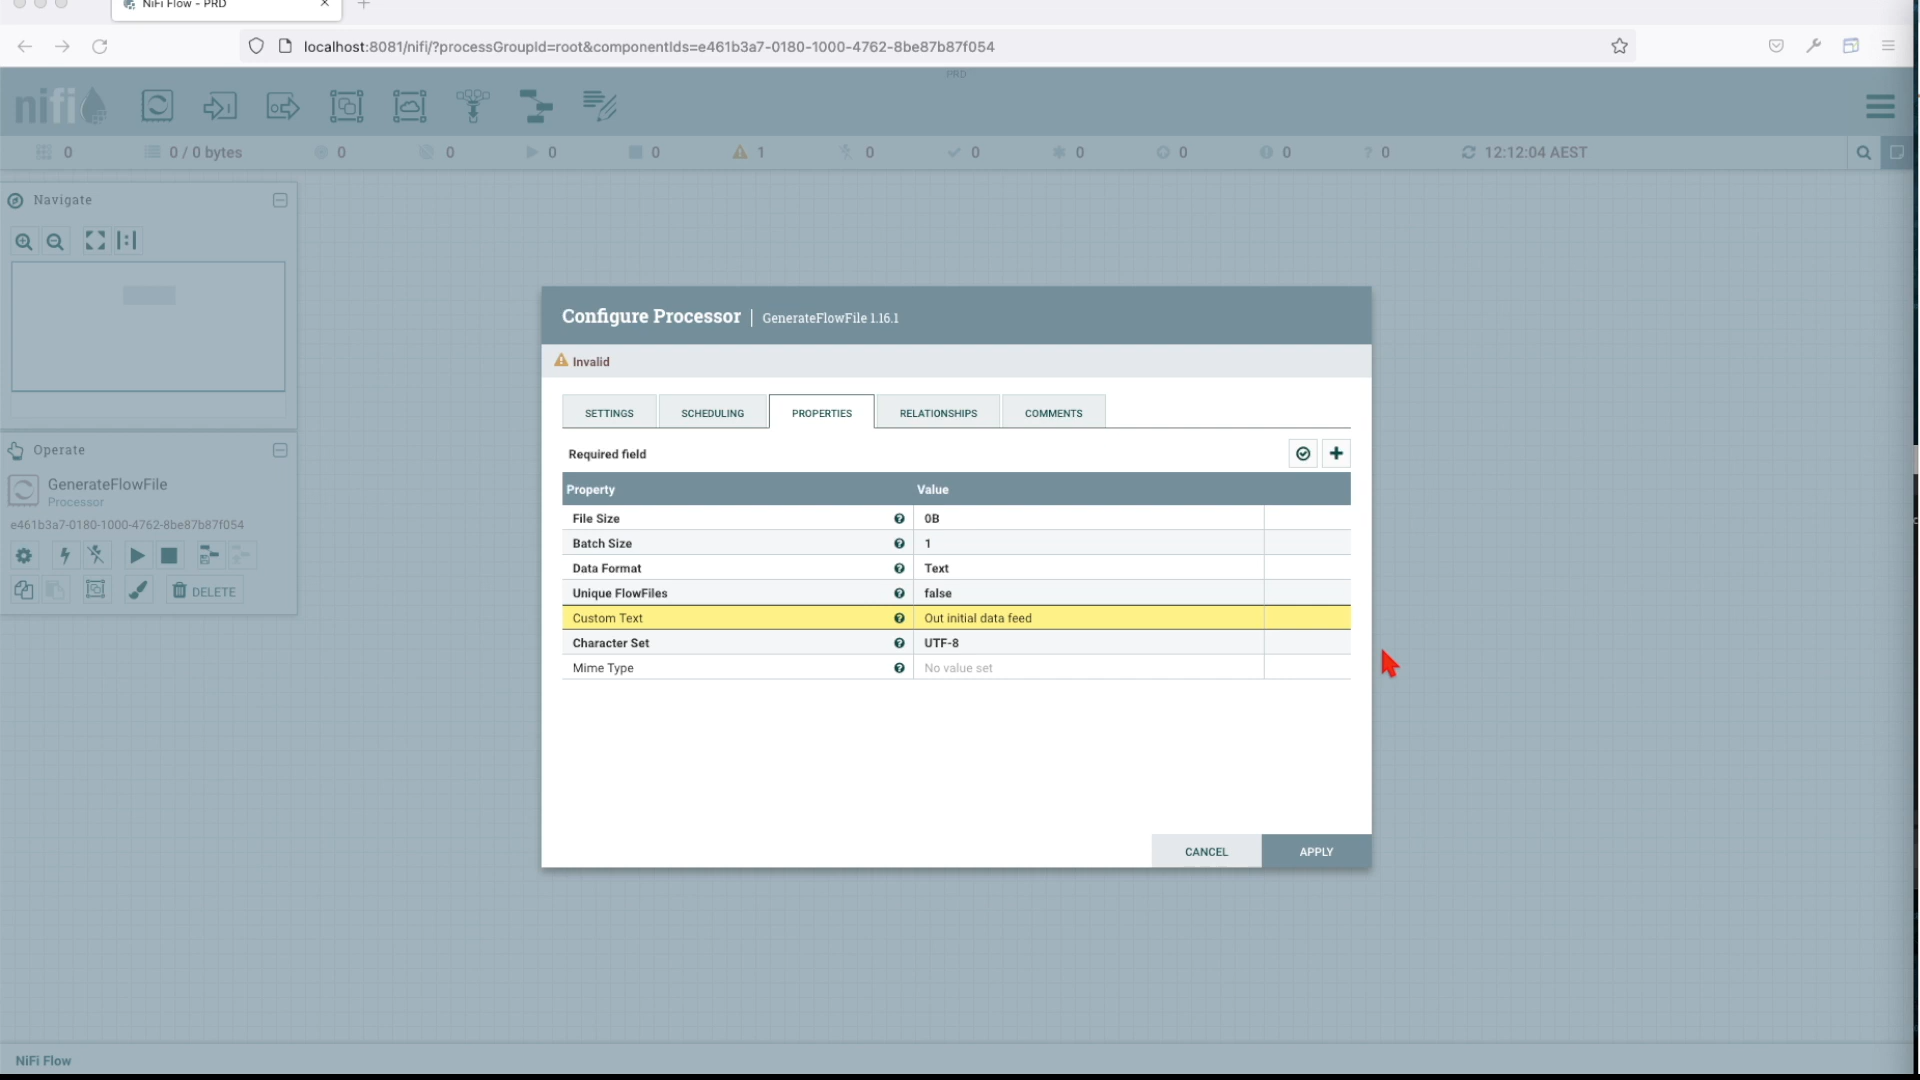 NiFi Flow - PRD
localhost:8081/nifi/?processGroupId=root&componentIds=e461b3a7-0180-1000-4762-8be87b87f054
PRD
nifi
0
0 / 0 bytes
0
0
0
0
1
0
0
0
0
0
0
12:12:04 AEST
Navigate
Operate
GenerateFlowFile
Processor
e461b3a7-0180-1000-4762-8be87b87f054
DELETE
Configure Processor | GenerateFlowFile 1.16.1
Invalid
SETTINGS SCHEDULING PROPERTIES RELATIONSHIPS COMMENTS
Required field
Property Value
File Size 0B
Batch Size 1
Data Format Text
Unique FlowFiles false
Custom Text Out initial data feed
Character Set UTF-8
Mime Type No value set
CANCEL APPLY
NiFi Flow